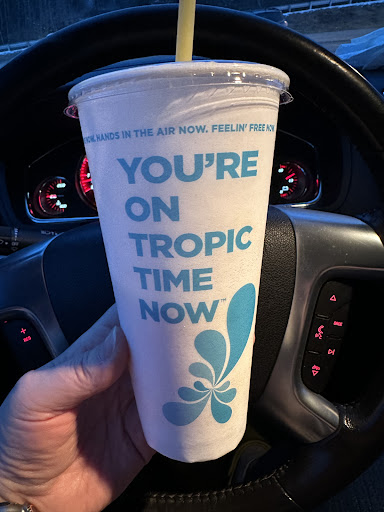 NOW. HANDS IN THE AIR NOW. FEELIN' FREE NOW
YOU'RE
ON
TROPIC
TIME
NOW™